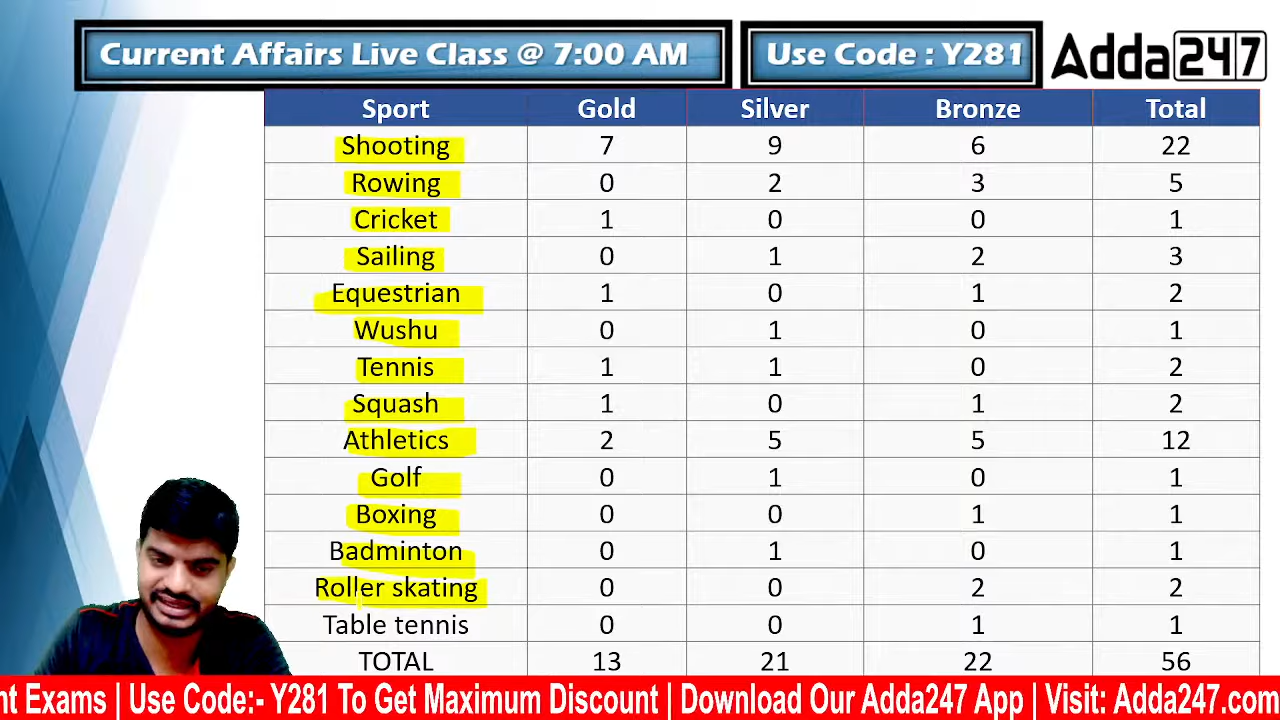 Current Affairs Live Class @ 7:00 AM
Use Code : Y281
Adda247
Sport Gold Silver Bronze Total
Shooting 7 9 6 22
Rowing 0 2 3 5
Cricket 1 0 0 1
Sailing 0 1 2 3
Equestrian 1 0 1 2
Wushu 0 1 0 1
Tennis 1 1 0 2
Squash 1 0 1 2
Athletics 2 5 5 12
Golf 0 1 0 1
Boxing 0 0 1 1
Badminton 0 1 0 1
Roller skating 0 0 2 2
Table tennis 0 0 1 1
TOTAL 13 21 22 56
nt Exams | Use Code:- Y281 To Get Maximum Discount | Download Our Adda247 App | Visit: Adda247.com